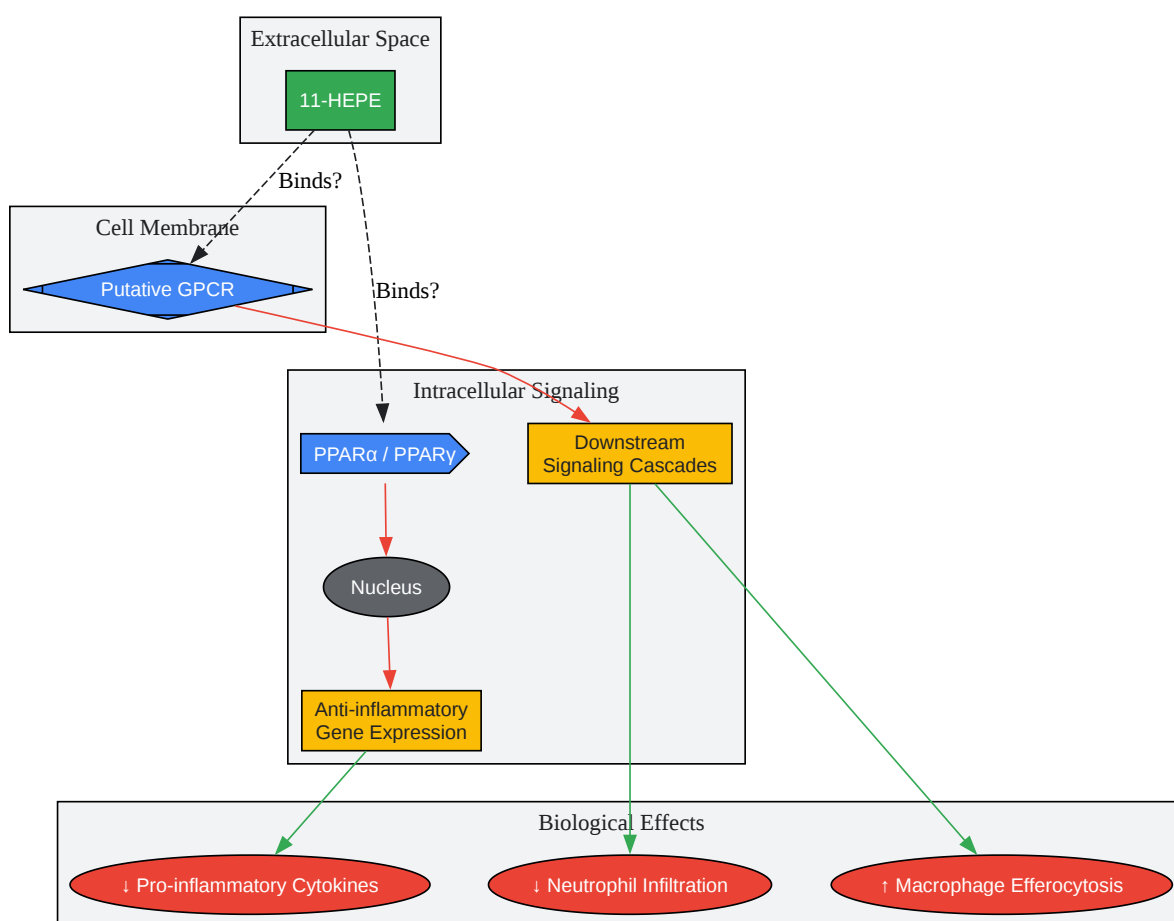 Extracellular Space
11-HEPE
Binds?
Cell Membrane
Putative GPCR
Binds?
Intracellular Signaling
PPARα / PPARγ
Downstream
Signaling Cascades
Nucleus
Anti-inflammatory
Gene Expression
Biological Effects
↓ Pro-inflammatory Cytokines
↓ Neutrophil Infiltration
↑ Macrophage Efferocytosis